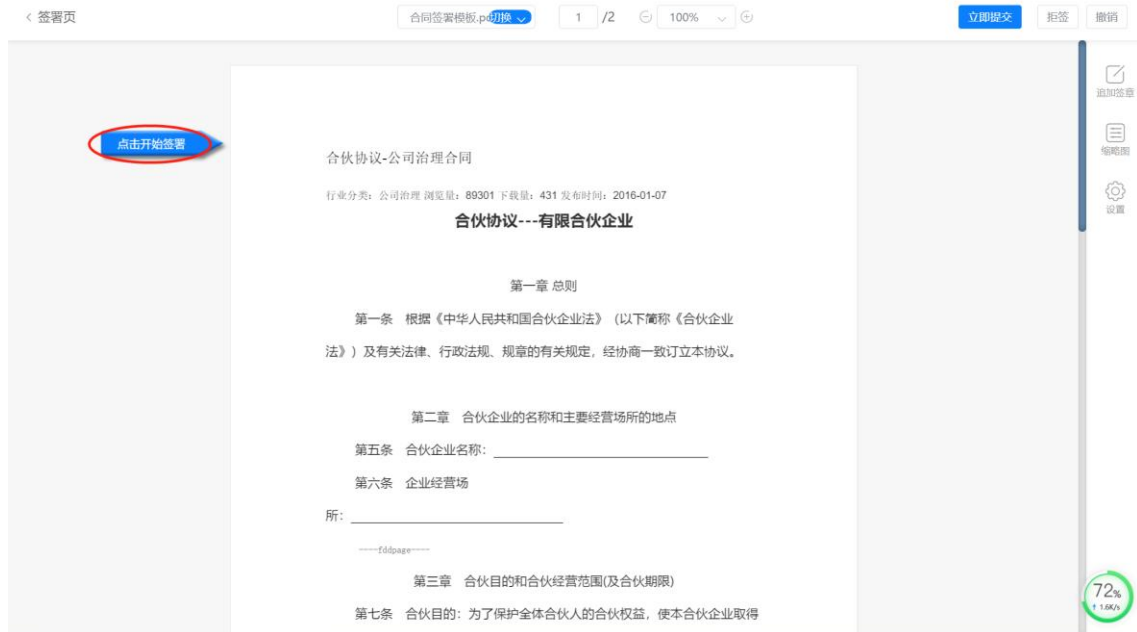 < 签署页
合同签署模板.pd切换
1 /2
100%
立即提交
拒签
撤销
追加签章
缩略图
设置
点击开始签署
合伙协议-公司治理合同
行业分类：公司治理 浏览量：89301 下载量：431 发布时间：2016-01-07
合伙协议---有限合伙企业
第一章 总则
第一条 根据《中华人民共和国合伙企业法》（以下简称《合伙企业
法》）及有关法律、行政法规、规章的有关规定，经协商一致订立本协议。
第二章 合伙企业的名称和主要经营场所的地点
第五条 合伙企业名称：
第六条 企业经营场
所：
----fddpage----
第三章 合伙目的和合伙经营范围(及合伙期限)
第七条 合伙目的：为了保护全体合伙人的合伙权益，使本合伙企业取得
72%
↑ 1.6K/s